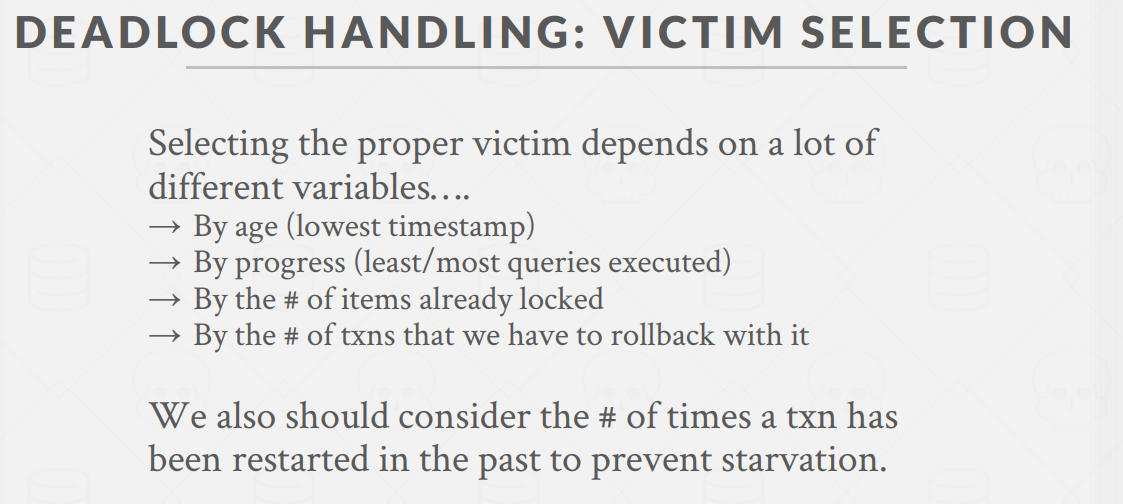 DEADLOCK HANDLING: VICTIM SELECTION
Selecting the proper victim depends on a lot of
different variables….
→ By age (lowest timestamp)
→ By progress (least/most queries executed)
→ By the # of items already locked
→ By the # of txns that we have to rollback with it
We also should consider the # of times a txn has
been restarted in the past to prevent starvation.